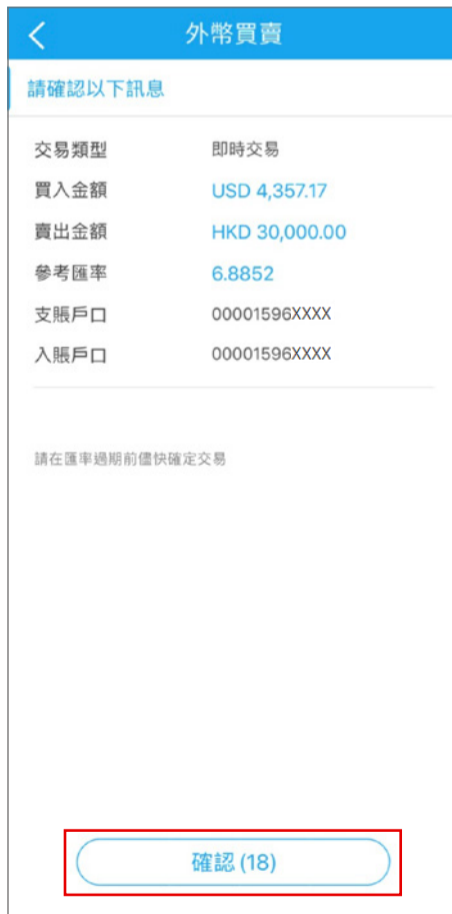 外幣買賣
請確認以下訊息
交易類型 即時交易
買入金額 USD 4,357.17
賣出金額 HKD 30,000.00
參考匯率 6.8852
支賬戶口 00001596XXXX
入賬戶口 00001596XXXX
請在匯率過期前儘快確定交易
確認 (18)